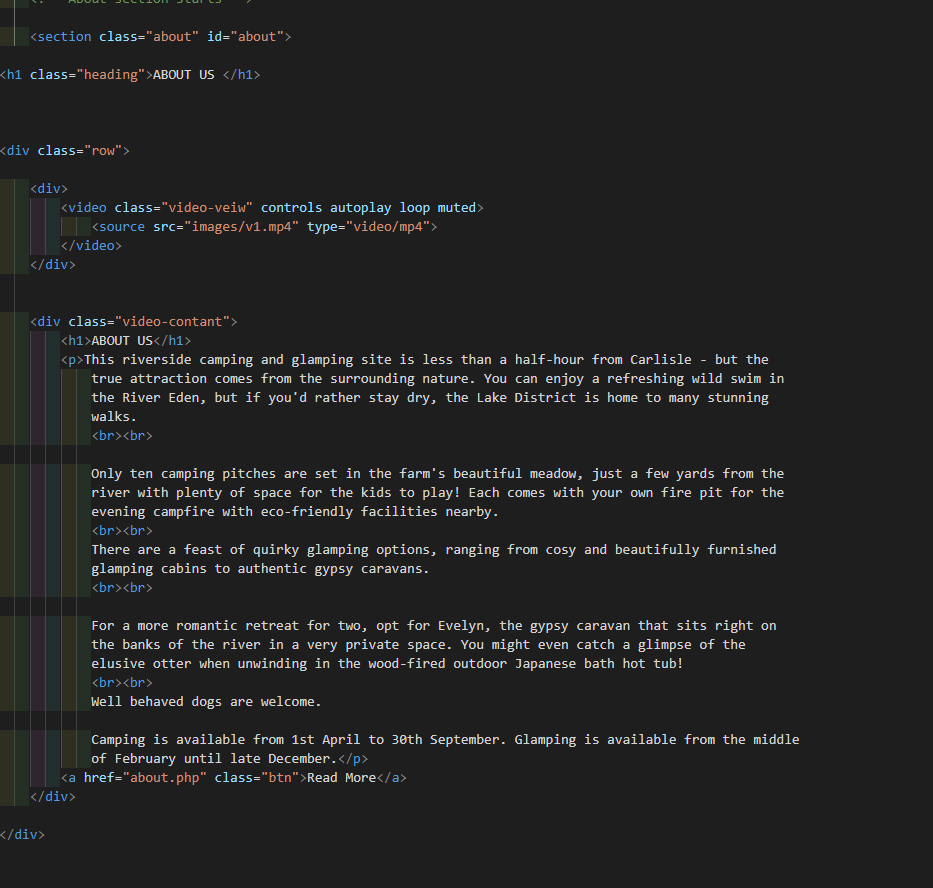 <!-- About section starts -->
<section class="about" id="about">
<h1 class="heading">ABOUT US </h1>
<div class="row">
<div>
<video class="video-veiw" controls autoplay loop muted>
<source src="images/v1.mp4" type="video/mp4">
</video>
</div>
<div class="video-contant">
<h1>ABOUT US</h1>
<p>This riverside camping and glamping site is less than a half-hour from Carlisle - but the
true attraction comes from the surrounding nature. You can enjoy a refreshing wild swim in
the River Eden, but if you'd rather stay dry, the Lake District is home to many stunning
walks.
<br><br>
Only ten camping pitches are set in the farm's beautiful meadow, just a few yards from the
river with plenty of space for the kids to play! Each comes with your own fire pit for the
evening campfire with eco-friendly facilities nearby.
<br><br>
There are a feast of quirky glamping options, ranging from cosy and beautifully furnished
glamping cabins to authentic gypsy caravans.
<br><br>
For a more romantic retreat for two, opt for Evelyn, the gypsy caravan that sits right on
the banks of the river in a very private space. You might even catch a glimpse of the
elusive otter when unwinding in the wood-fired outdoor Japanese bath hot tub!
<br><br>
Well behaved dogs are welcome.
Camping is available from 1st April to 30th September. Glamping is available from the middle
of February until late December.</p>
<a href="about.php" class="btn">Read More</a>
</div>
</div>